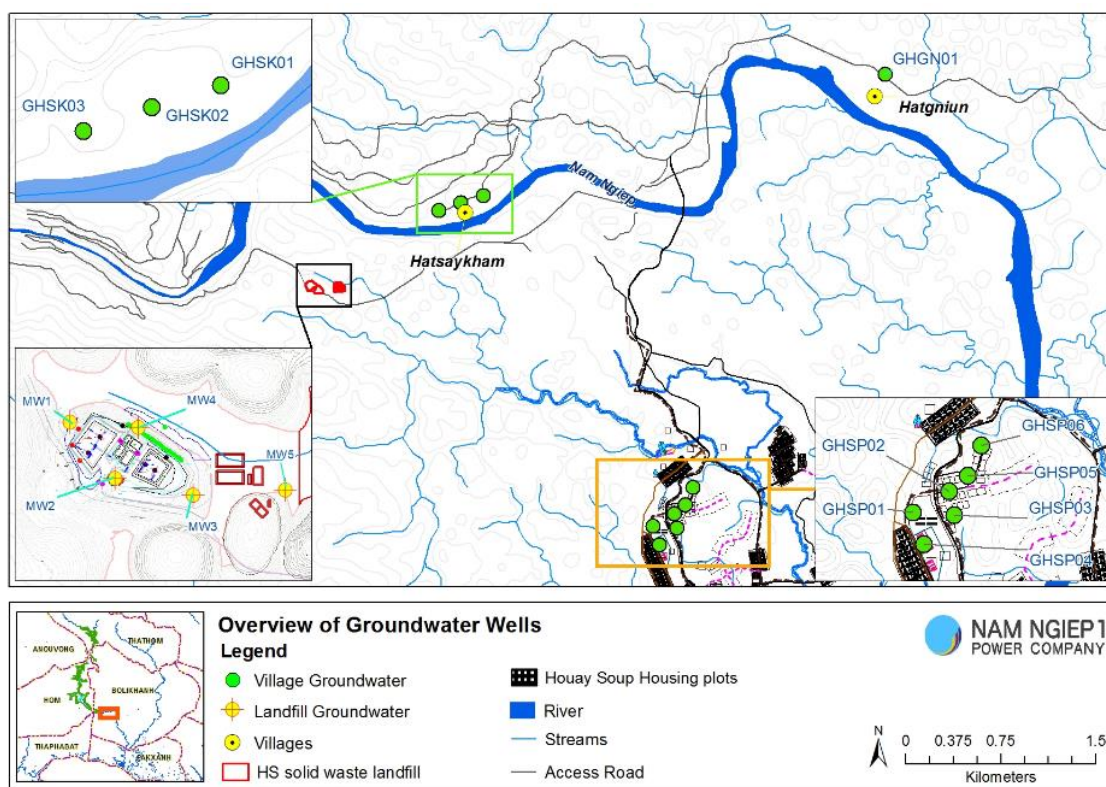 GHSK01
GHSK03
GHSK02
GHGN01
Hatgniun
Nam Ngiep
Hatsaykham
MW1
MW4
MW5
MW2
MW3
GHSP02
GHSP06
GHSP05
GHSP01
GHSP03
GHSP04
ANOUVONG
THATHOM
HOM
BOLIKHANH
THAPHABAT
PAKXANH
Overview of Groundwater Wells
Legend
Village Groundwater
Landfill Groundwater
Villages
HS solid waste landfill
Houay Soup Housing plots
River
Streams
Access Road
NAM NGIEP 1
POWER COMPANY
N
0 0.375 0.75 1.5
Kilometers